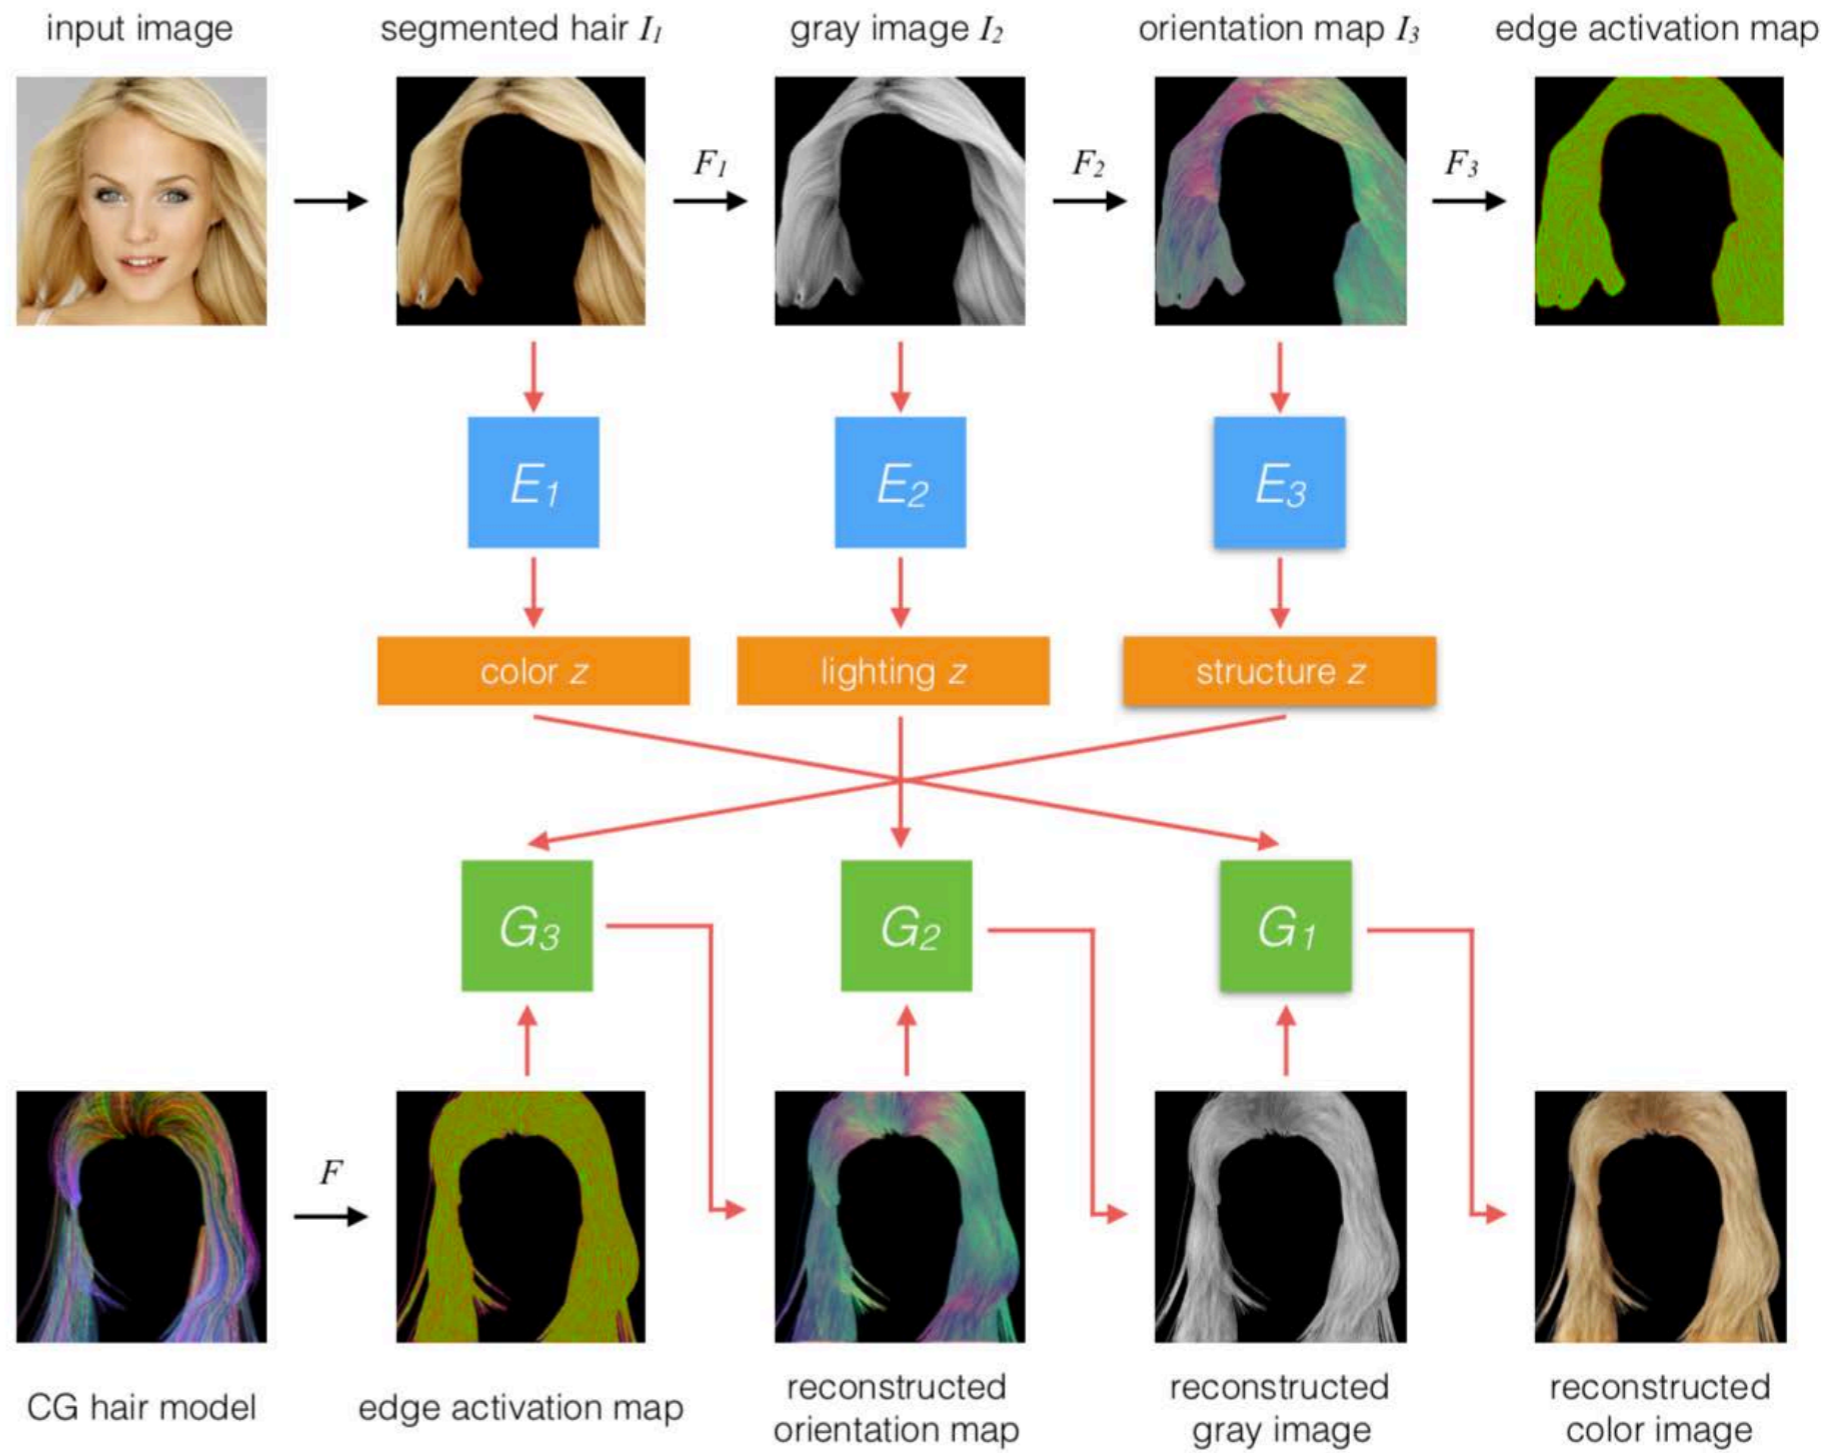 input image
segmented hair I1
gray image I2
orientation map I3
edge activation map
F1
F2
F3
E1
E2
E3
color z
lighting z
structure z
G3
G2
G1
F
CG hair model
edge activation map
reconstructed
orientation map
reconstructed
gray image
reconstructed
color image